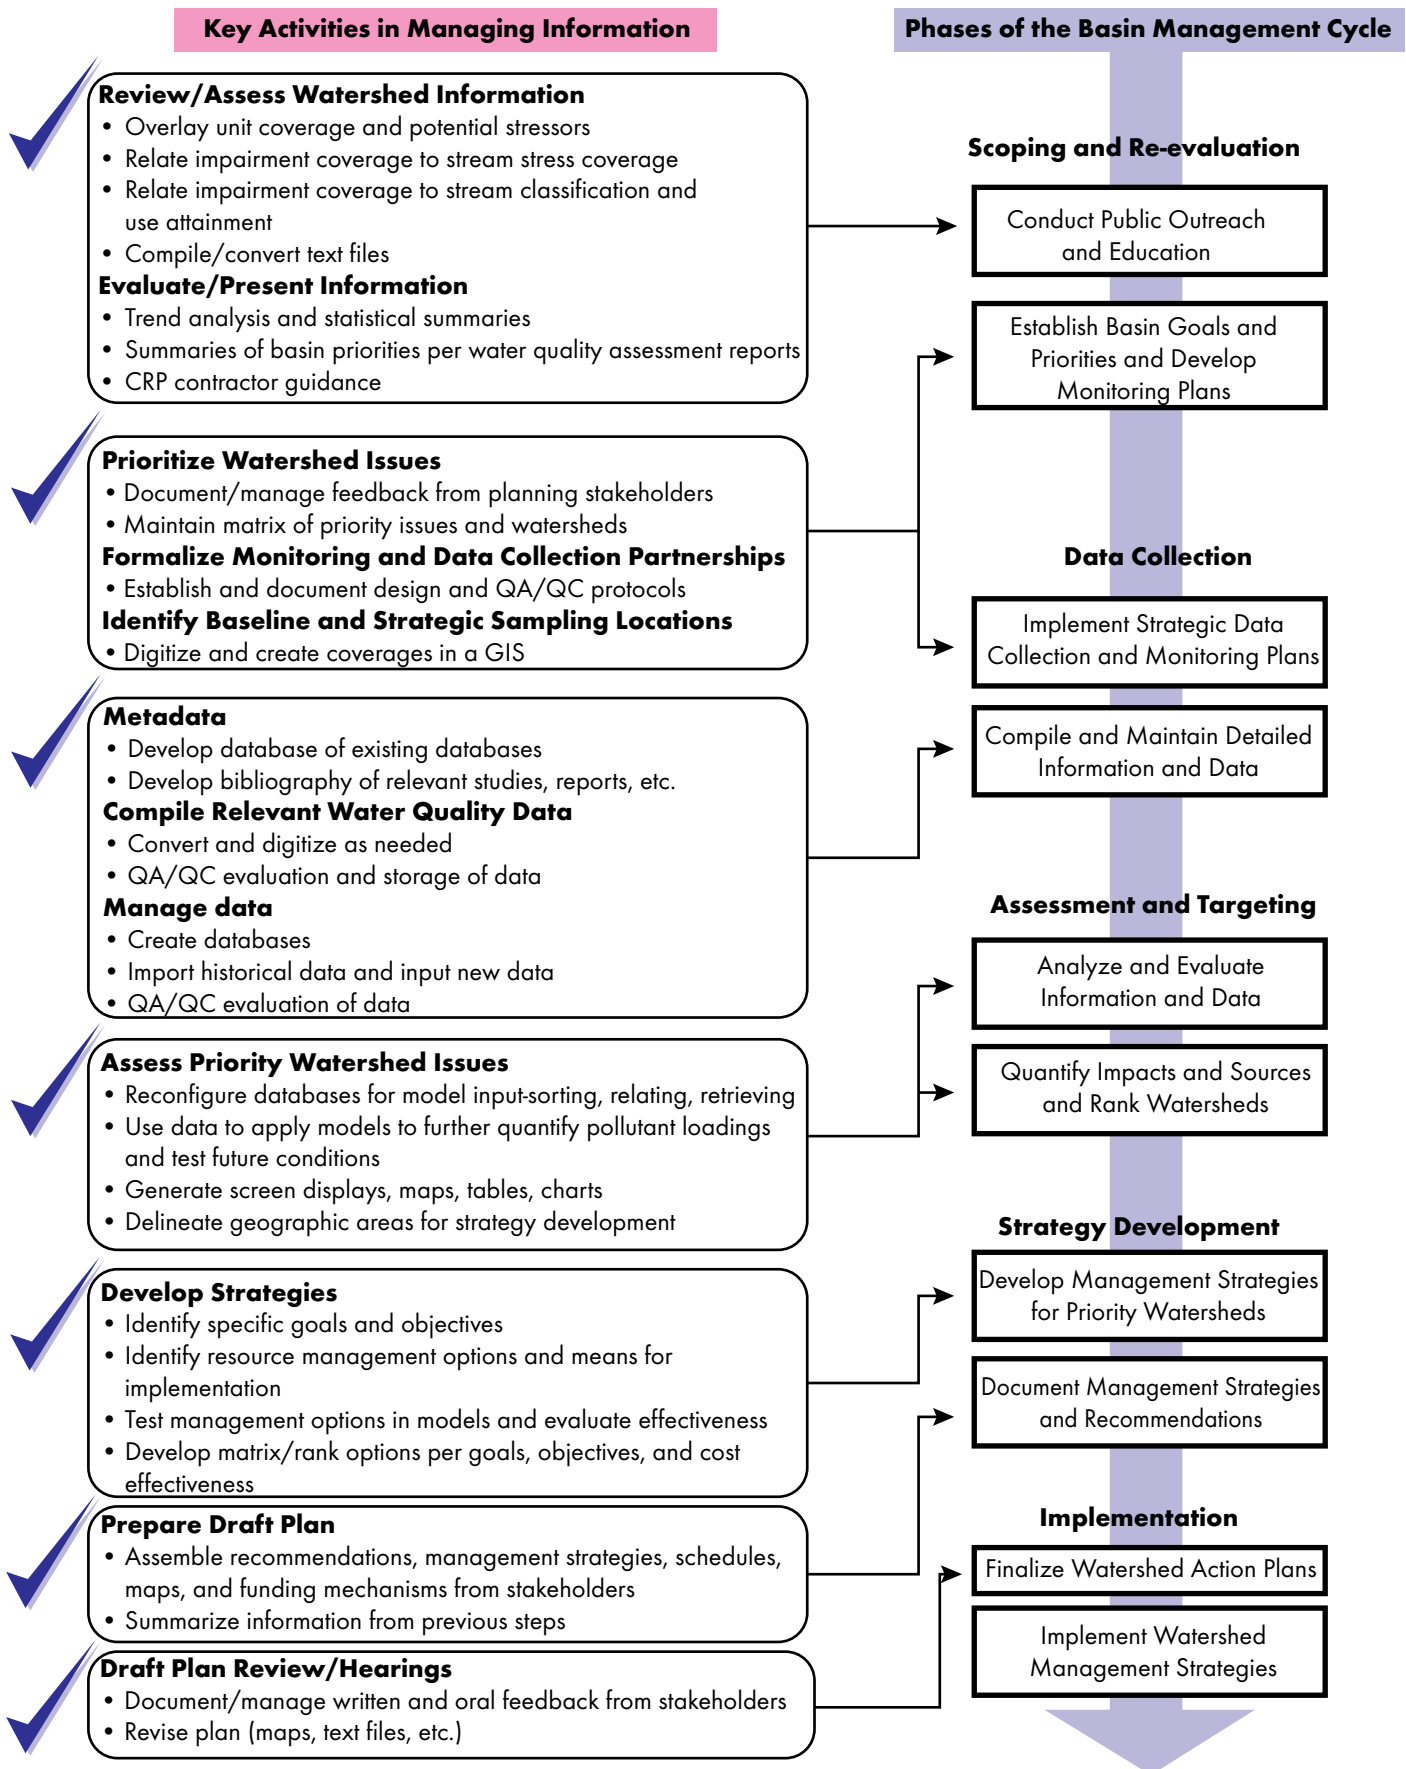 Key Activities in Managing Information
Review/Assess Watershed Information
• Overlay unit coverage and potential stressors
• Relate impairment coverage to stream stress coverage
• Relate impairment coverage to stream classification and
use attainment
• Compile/convert text files
Evaluate/Present Information
• Trend analysis and statistical summaries
• Summaries of basin priorities per water quality assessment reports
• CRP contractor guidance
Prioritize Watershed Issues
• Document/manage feedback from planning stakeholders
• Maintain matrix of priority issues and watersheds
Formalize Monitoring and Data Collection Partnerships
• Establish and document design and QA/QC protocols
Identify Baseline and Strategic Sampling Locations
• Digitize and create coverages in a GIS
Metadata
• Develop database of existing databases
• Develop bibliography of relevant studies, reports, etc.
Compile Relevant Water Quality Data
• Convert and digitize as needed
• QA/QC evaluation and storage of data
Manage data
• Create databases
• Import historical data and input new data
• QA/QC evaluation of data
Assess Priority Watershed Issues
• Reconfigure databases for model input-sorting, relating, retrieving
• Use data to apply models to further quantify pollutant loadings
and test future conditions
• Generate screen displays, maps, tables, charts
• Delineate geographic areas for strategy development
Develop Strategies
• Identify specific goals and objectives
• Identify resource management options and means for
implementation
• Test management options in models and evaluate effectiveness
• Develop matrix/rank options per goals, objectives, and cost
effectiveness
Prepare Draft Plan
• Assemble recommendations, management strategies, schedules,
maps, and funding mechanisms from stakeholders
• Summarize information from previous steps
Draft Plan Review/Hearings
• Document/manage written and oral feedback from stakeholders
• Revise plan (maps, text files, etc.)
Phases of the Basin Management Cycle
Scoping and Re-evaluation
Conduct Public Outreach
and Education
Establish Basin Goals and
Priorities and Develop
Monitoring Plans
Data Collection
Implement Strategic Data
Collection and Monitoring Plans
Compile and Maintain Detailed
Information and Data
Assessment and Targeting
Analyze and Evaluate
Information and Data
Quantify Impacts and Sources
and Rank Watersheds
Strategy Development
Develop Management Strategies
for Priority Watersheds
Document Management Strategies
and Recommendations
Implementation
Finalize Watershed Action Plans
Implement Watershed
Management Strategies